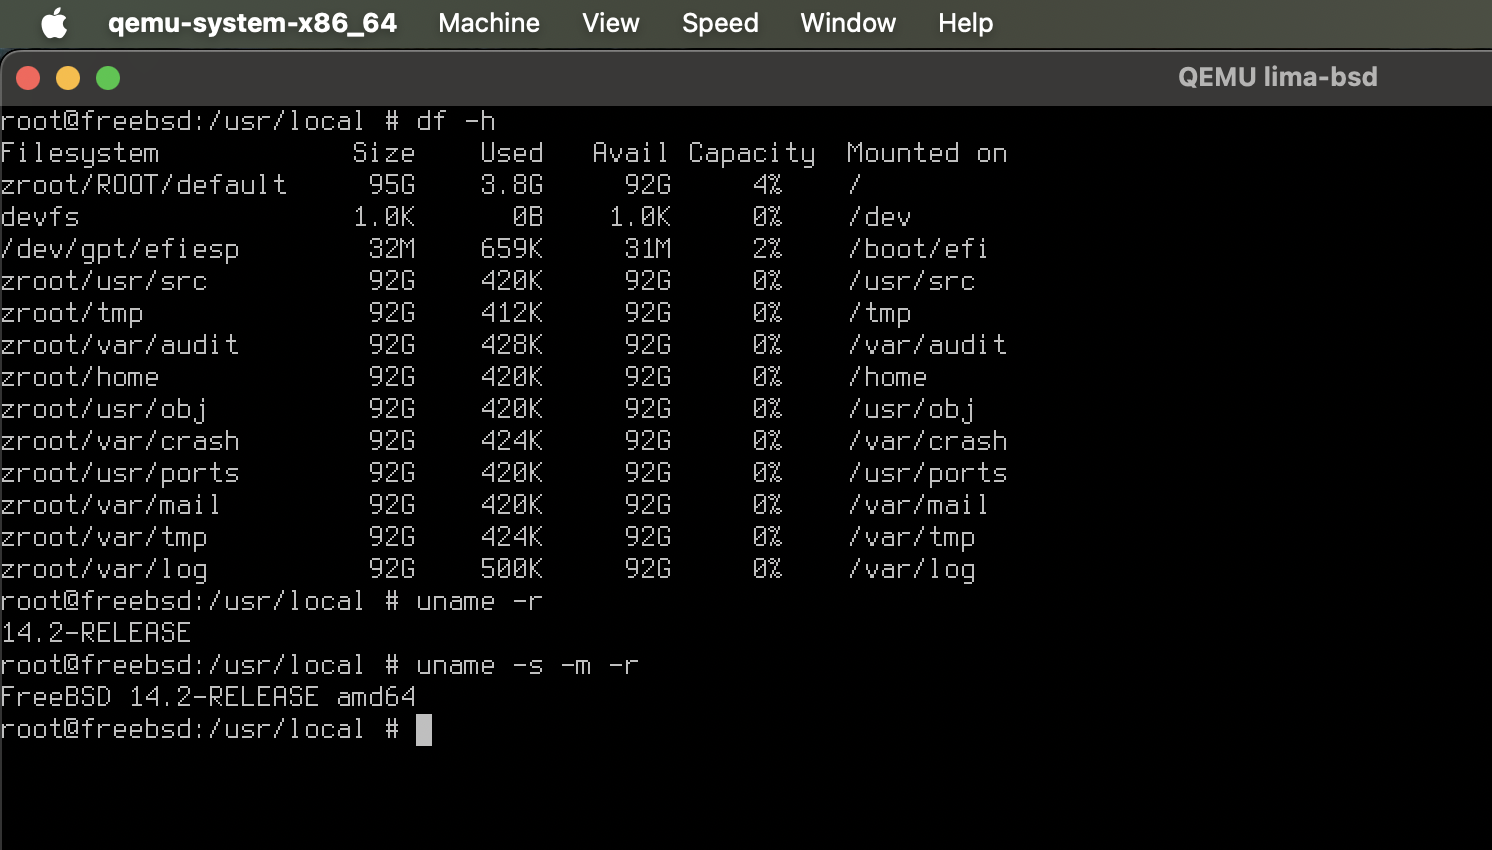 qemu-system-x86_64 Machine View Speed Window Help
QEMU lima-bsd
root@freebsd:/usr/local # df -h
Filesystem Size Used Avail Capacity Mounted on
zroot/ROOT/default 95G 3.8G 92G 4% /
devfs 1.0K 0B 1.0K 0% /dev
/dev/gpt/efiesp 32M 659K 31M 2% /boot/efi
zroot/usr/src 92G 420K 92G 0% /usr/src
zroot/tmp 92G 412K 92G 0% /tmp
zroot/var/audit 92G 428K 92G 0% /var/audit
zroot/home 92G 420K 92G 0% /home
zroot/usr/obj 92G 420K 92G 0% /usr/obj
zroot/var/crash 92G 424K 92G 0% /var/crash
zroot/usr/ports 92G 420K 92G 0% /usr/ports
zroot/var/mail 92G 420K 92G 0% /var/mail
zroot/var/tmp 92G 424K 92G 0% /var/tmp
zroot/var/log 92G 500K 92G 0% /var/log
root@freebsd:/usr/local # uname -r
14.2-RELEASE
root@freebsd:/usr/local # uname -s -m -r
FreeBSD 14.2-RELEASE amd64
root@freebsd:/usr/local #